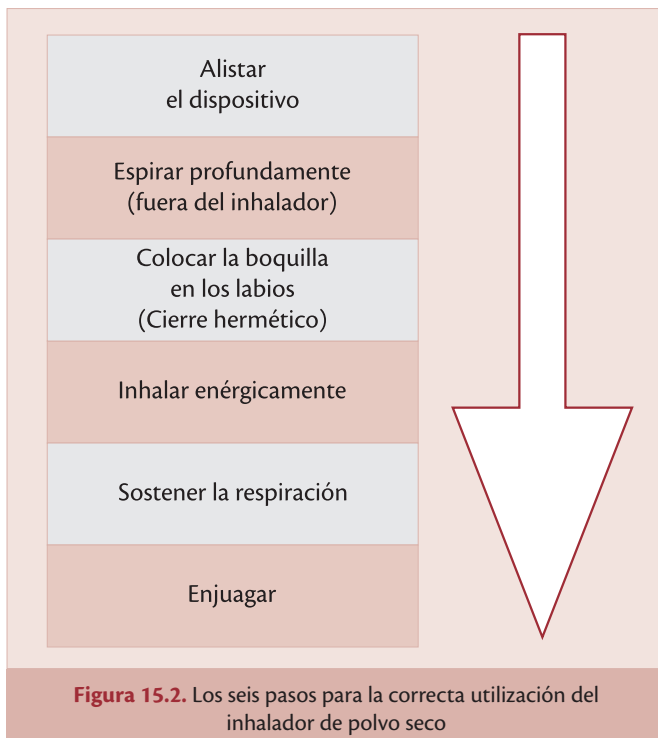 Alistar
el dispositivo
Espirar profundamente
(fuera del inhalador)
Colocar la boquilla
en los labios
(Cierre hermético)
Inhalar enérgicamente
Sostener la respiración
Enjuagar
Figura 15.2. Los seis pasos para la correcta utilización del
inhalador de polvo seco